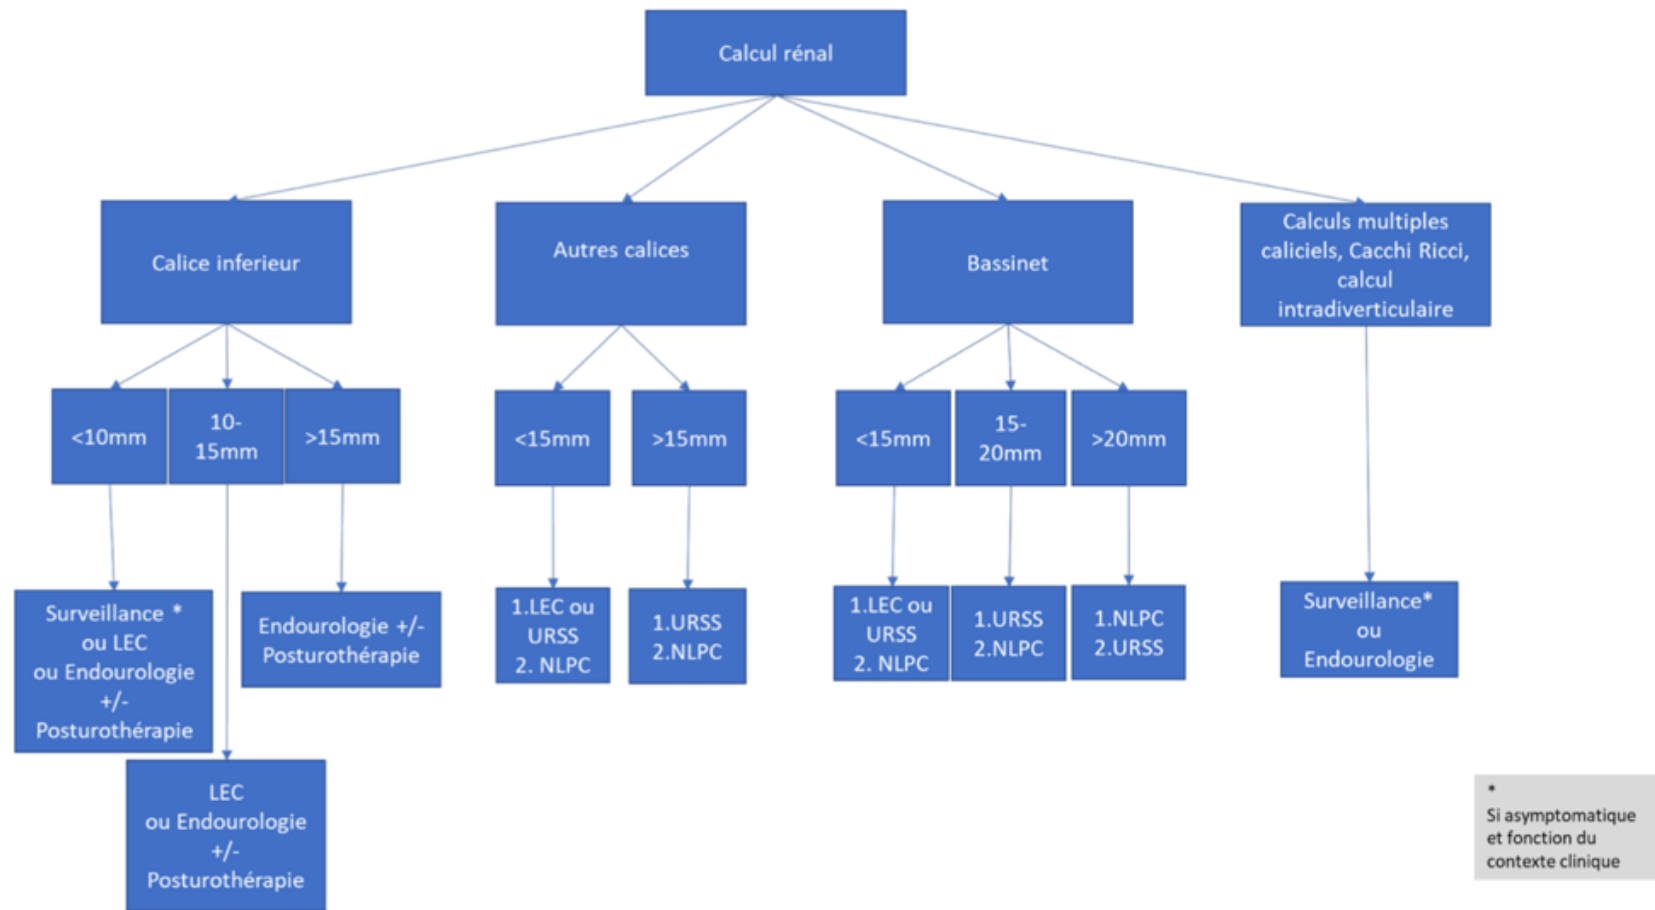 Calcul rénal
Calice inferieur
Autres calices
Bassinet
Calculs multiples
caliciels, Cacchi Ricci,
calcul
intradiverticulaire
<10mm
10-
15mm
>15mm
<15mm
>15mm
<15mm
15-
20mm
>20mm
Surveillance *
ou LEC
ou Endourologie
+/-
Posturothérapie
LEC
ou Endourologie
+/-
Posturothérapie
Endourologie +/-
Posturothérapie
1.LEC ou
URSS
2. NLPC
1.URSS
2.NLPC
1.LEC ou
URSS
2. NLPC
1.URSS
2.NLPC
1.NLPC
2.URSS
Surveillance*
ou
Endourologie
*
Si asymptomatique
et fonction du
contexte clinique